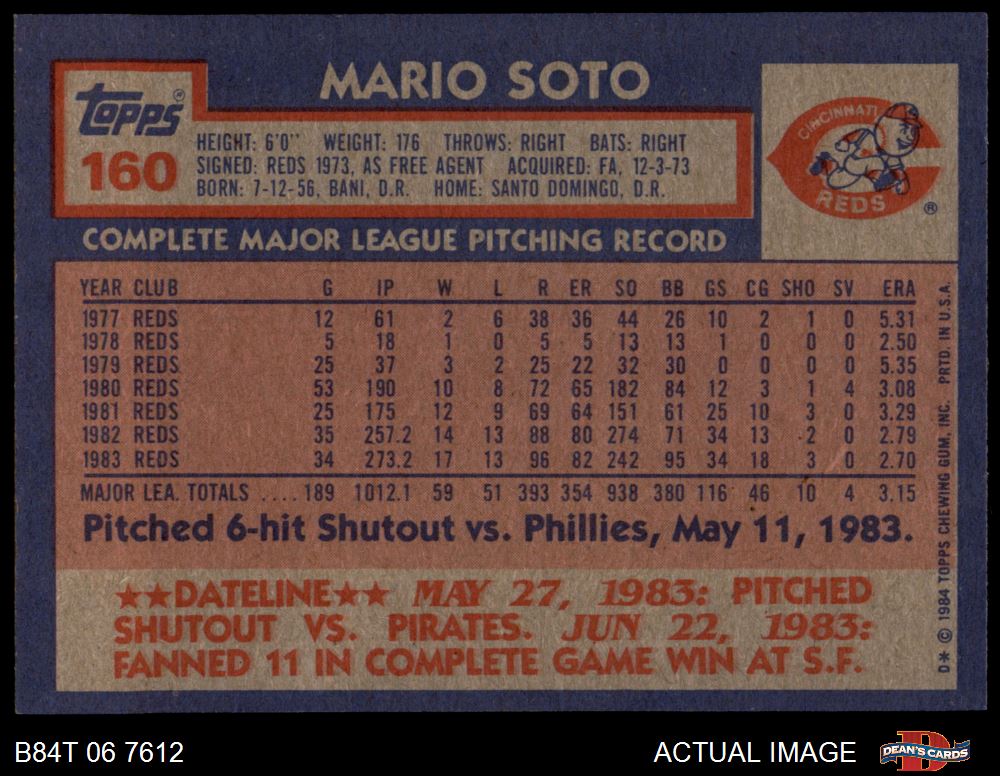 MARIO SOTO
TOPPS®
160
HEIGHT: 6'0" WEIGHT: 176 THROWS: RIGHT BATS: RIGHT
SIGNED: REDS 1973, AS FREE AGENT ACQUIRED: FA, 12-3-73
BORN: 7-12-56, BANI, D.R. HOME: SANTO DOMINGO, D.R.
CINCINNATI
REDS
®
COMPLETE MAJOR LEAGUE PITCHING RECORD
YEAR CLUB G IP W L R ER SO BB GS CG SHO SV ERA
1977 REDS 12 61 2 6 38 36 44 26 10 2 1 0 5.31
1978 REDS 5 18 1 0 5 5 13 13 1 0 0 0 2.50
1979 REDS 25 37 3 2 25 22 32 30 0 0 0 0 5.35
1980 REDS 53 190 10 8 72 65 182 84 12 3 1 4 3.08
1981 REDS 25 175 12 9 69 64 151 61 25 10 3 0 3.29
1982 REDS 35 257.2 14 13 88 80 274 71 34 13 2 0 2.79
1983 REDS 34 273.2 17 13 96 82 242 95 34 18 3 0 2.70
MAJOR LEA. TOTALS .... 189 1012.1 59 51 393 354 938 380 116 46 10 4 3.15
Pitched 6-hit Shutout vs. Phillies, May 11, 1983.
★★DATELINE★★ MAY 27, 1983: PITCHED
SHUTOUT VS. PIRATES. JUN 22, 1983:
FANNED 11 IN COMPLETE GAME WIN AT S.F.
D* © 1984 TOPPS CHEWING GUM, INC. PRTD. IN U.S.A.
B84T 06 7612
ACTUAL IMAGE
DEAN'S CARDS